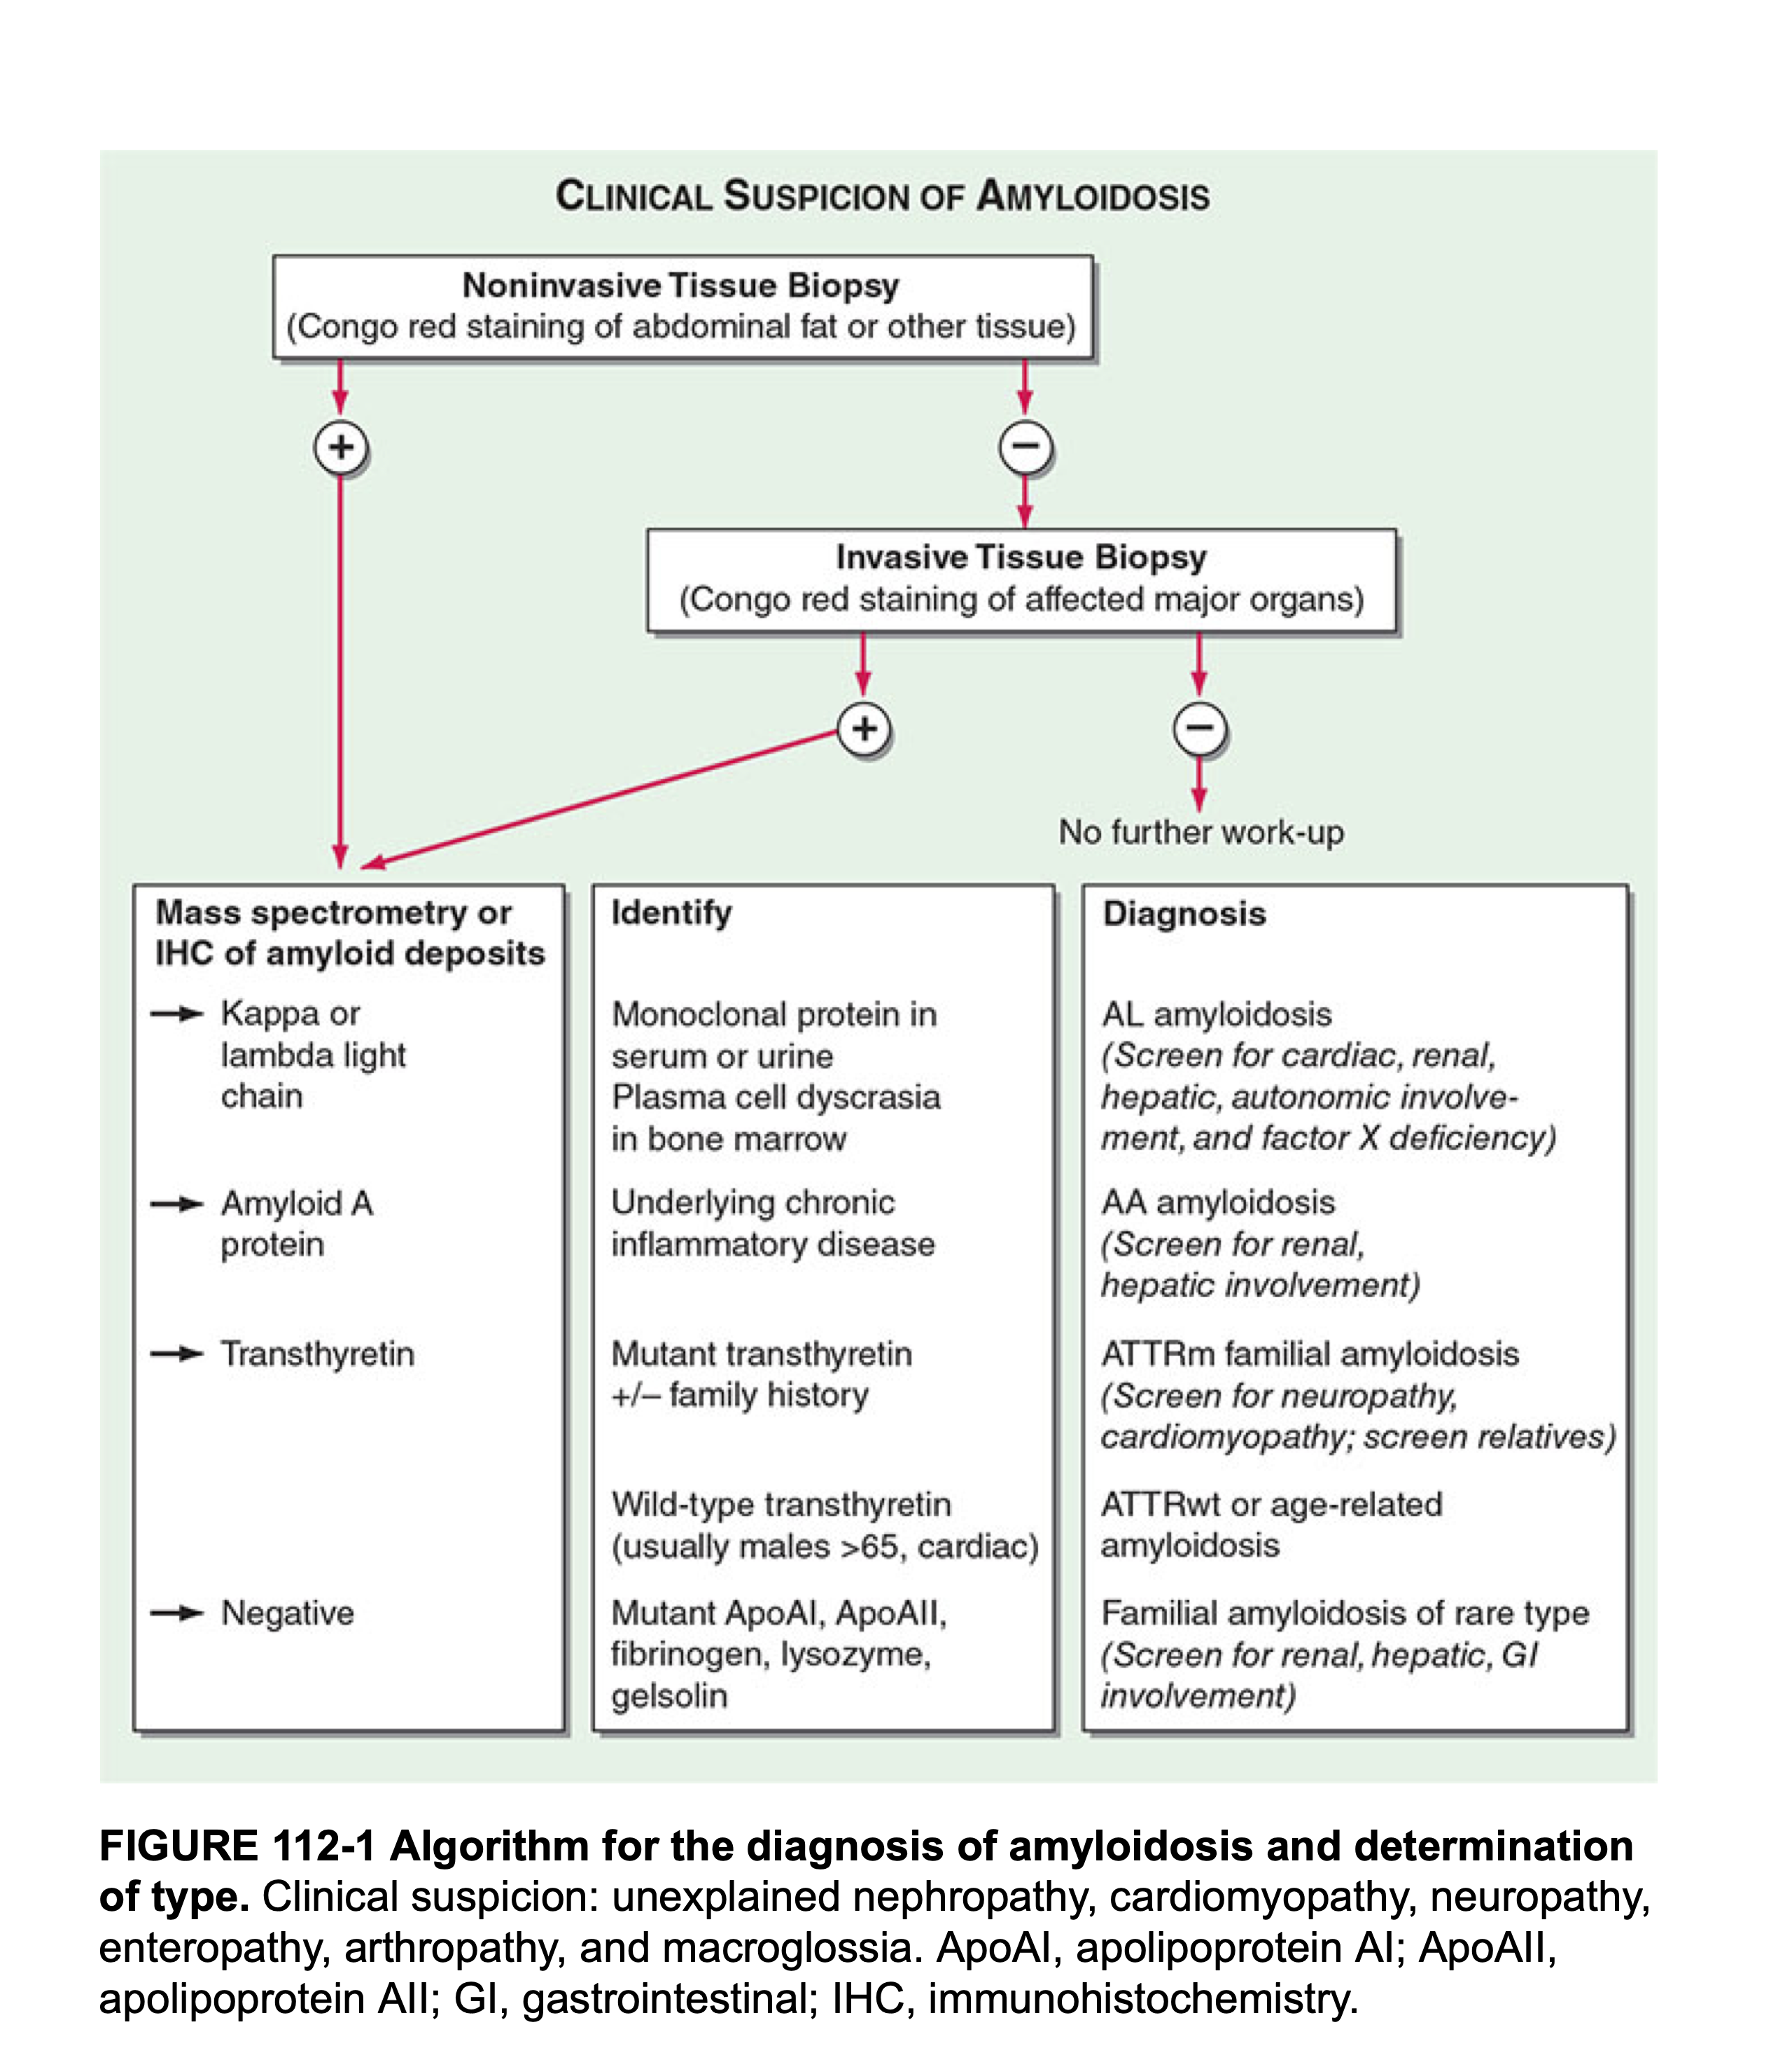 CLINICAL SUSPICION OF AMYLOIDOSIS
Noninvasive Tissue Biopsy
(Congo red staining of abdominal fat or other tissue)
+
−
Invasive Tissue Biopsy
(Congo red staining of affected major organs)
+
−
No further work-up
Mass spectrometry or
IHC of amyloid deposits
Kappa or
lambda light
chain
Amyloid A
protein
Transthyretin
Negative
Identify
Monoclonal protein in
serum or urine
Plasma cell dyscrasia
in bone marrow
Underlying chronic
inflammatory disease
Mutant transthyretin
+/− family history
Wild-type transthyretin
(usually males >65, cardiac)
Mutant ApoAI, ApoAII,
fibrinogen, lysozyme,
gelsolin
Diagnosis
AL amyloidosis
(Screen for cardiac, renal,
hepatic, autonomic involve-
ment, and factor X deficiency)
AA amyloidosis
(Screen for renal,
hepatic involvement)
ATTRm familial amyloidosis
(Screen for neuropathy,
cardiomyopathy; screen relatives)
ATTRwt or age-related
amyloidosis
Familial amyloidosis of rare type
(Screen for renal, hepatic, GI
involvement)
FIGURE 112-1 Algorithm for the diagnosis of amyloidosis and determination
of type. Clinical suspicion: unexplained nephropathy, cardiomyopathy, neuropathy,
enteropathy, arthropathy, and macroglossia. ApoAI, apolipoprotein AI; ApoAII,
apolipoprotein AII; GI, gastrointestinal; IHC, immunohistochemistry.